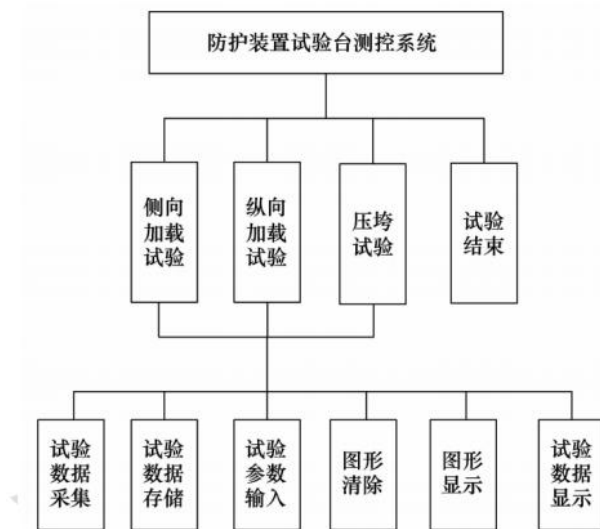 防护装置试验台测控系统
侧向
加载
试验
纵向
加载
试验
压垮
试验
试验
结束
试验
数据
采集
试验
数据
存储
试验
参数
输入
图形
清除
图形
显示
试验
数据
显示